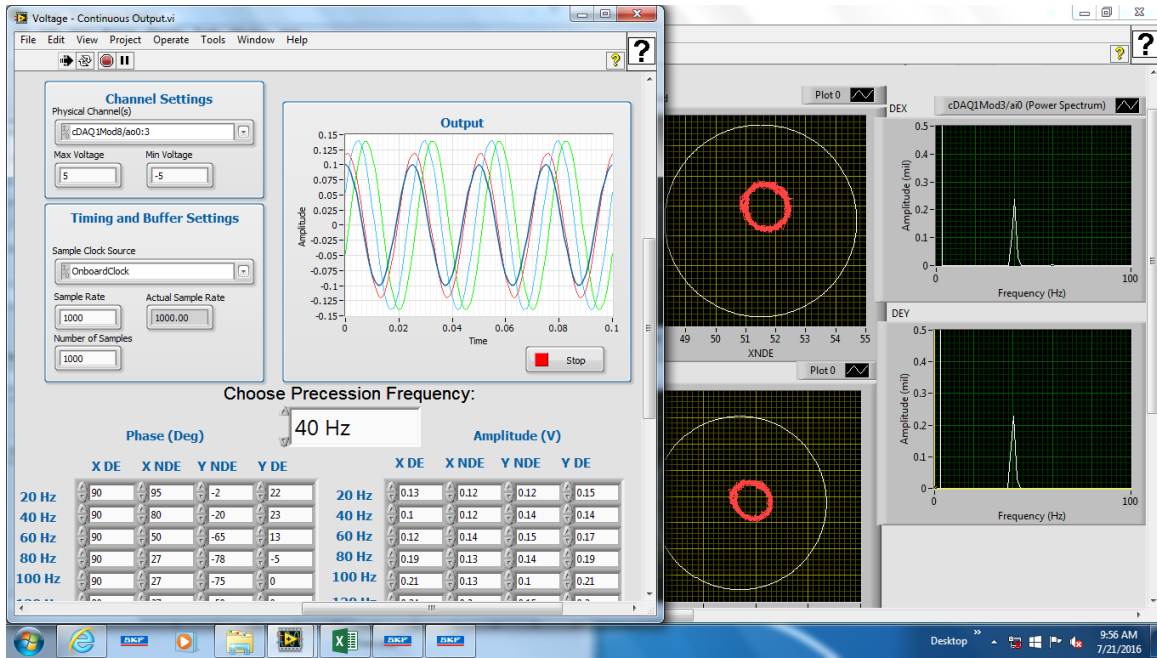 Voltage - Continuous Output.vi
File Edit View Project Operate Tools Window Help
Channel Settings
Physical Channel(s)
cDAQ1Mod8/ao0:3
Max Voltage Min Voltage
5 -5
Timing and Buffer Settings
Sample Clock Source
OnboardClock
Sample Rate Actual Sample Rate
1000 1000.00
Number of Samples
1000
Output
Amplitude
0.15
0.125
0.1
0.075
0.05
0.025
0
-0.025
-0.05
-0.075
-0.1
-0.125
-0.15
0 0.02 0.04 0.06 0.08 0.1
Time
Stop
Choose Precession Frequency:
40 Hz
Phase (Deg)
X DE X NDE Y NDE Y DE
20 Hz 90 95 -2 22
40 Hz 90 80 -20 23
60 Hz 90 50 -65 13
80 Hz 90 27 -78 -5
100 Hz 90 27 -75 0
Amplitude (V)
X DE X NDE Y NDE Y DE
20 Hz 0.13 0.12 0.12 0.15
40 Hz 0.1 0.12 0.14 0.14
60 Hz 0.12 0.14 0.15 0.17
80 Hz 0.19 0.13 0.14 0.19
100 Hz 0.21 0.13 0.1 0.21
Plot 0
49 50 51 52 53 54 55
XNDE
Plot 0
DEX cDAQ1Mod3/ai0 (Power Spectrum)
Amplitude (mil)
0.5
0.4
0.3
0.2
0.1
0
0 100
Frequency (Hz)
DEY
Amplitude (mil)
0.5
0.4
0.3
0.2
0.1
0
0 100
Frequency (Hz)
SKF SKF SKF
Desktop
9:56 AM
7/21/2016